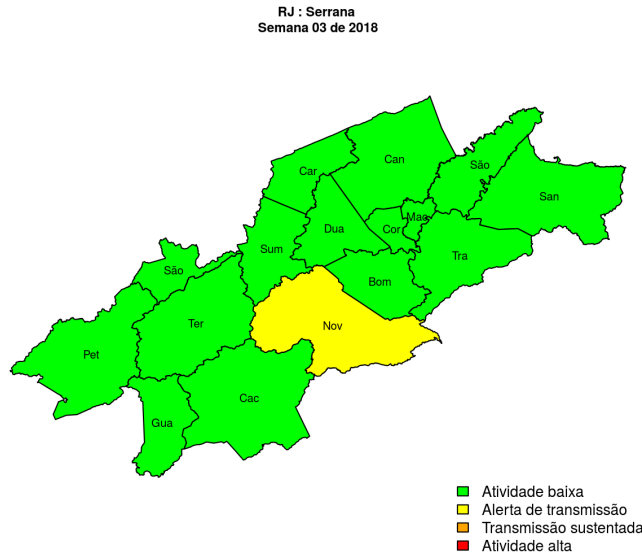 RJ : Serrana
Semana 03 de 2018
Can
São
Car
San
Mac
Dua
Cor
Sum
Tra
São
Bom
Ter
Nov
Pet
Cac
Gua
Atividade baixa
Alerta de transmissão
Transmissão sustentada
Atividade alta